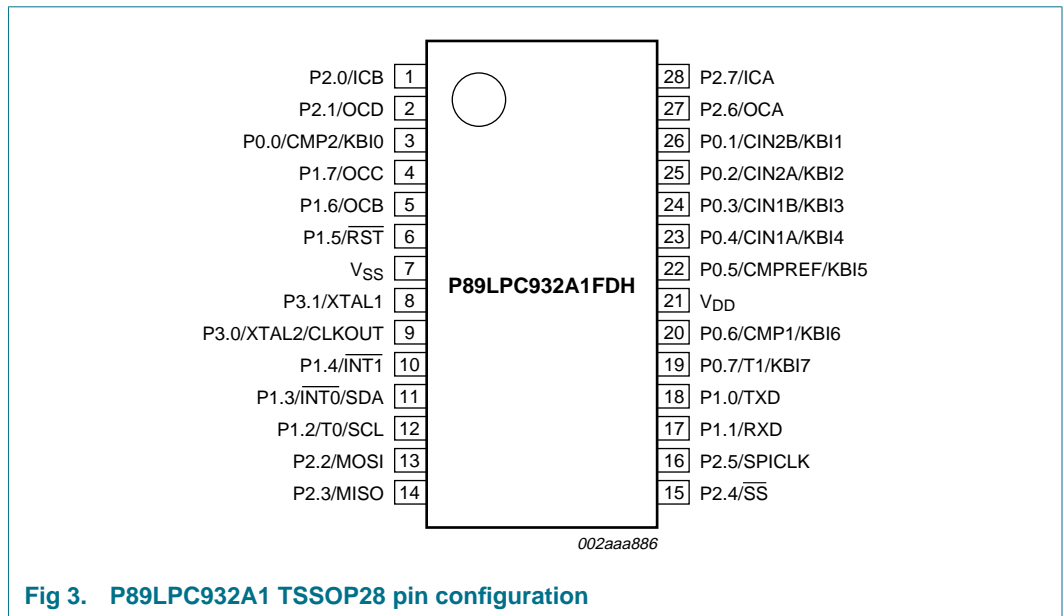 P2.0/ICB 1 28 P2.7/ICA
P2.1/OCD 2 27 P2.6/OCA
P0.0/CMP2/KBI0 3 26 P0.1/CIN2B/KBI1
P1.7/OCC 4 25 P0.2/CIN2A/KBI2
P1.6/OCB 5 24 P0.3/CIN1B/KBI3
P1.5/R̅S̅T̅ 6 23 P0.4/CIN1A/KBI4
VSS 7 22 P0.5/CMPREF/KBI5
P89LPC932A1FDH
P3.1/XTAL1 8 21 VDD
P3.0/XTAL2/CLKOUT 9 20 P0.6/CMP1/KBI6
P1.4/I̅N̅T̅1̅ 10 19 P0.7/T1/KBI7
P1.3/I̅N̅T̅0̅/SDA 11 18 P1.0/TXD
P1.2/T0/SCL 12 17 P1.1/RXD
P2.2/MOSI 13 16 P2.5/SPICLK
P2.3/MISO 14 15 P2.4/S̅S̅
002aaa886
Fig 3. P89LPC932A1 TSSOP28 pin configuration